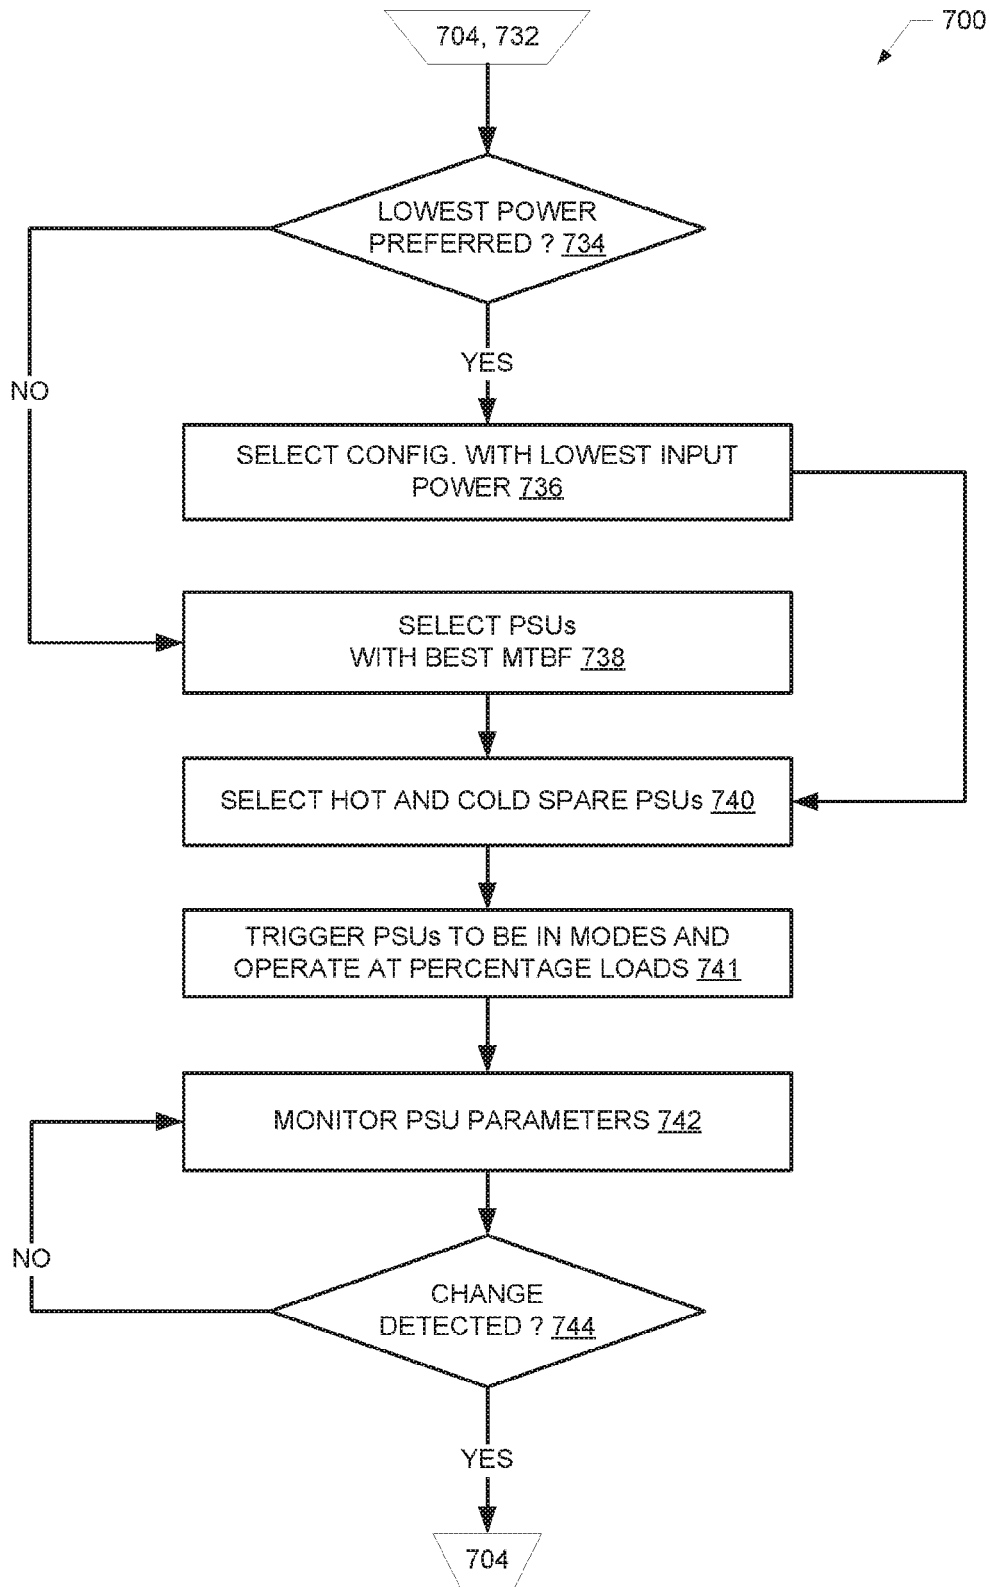 704, 732
700
LOWEST POWER
PREFERRED ? 734
YES
NO
SELECT CONFIG. WITH LOWEST INPUT
POWER 736
SELECT PSUs
WITH BEST MTBF 738
SELECT HOT AND COLD SPARE PSUs 740
TRIGGER PSUs TO BE IN MODES AND
OPERATE AT PERCENTAGE LOADS 741
MONITOR PSU PARAMETERS 742
NO
CHANGE
DETECTED ? 744
YES
704